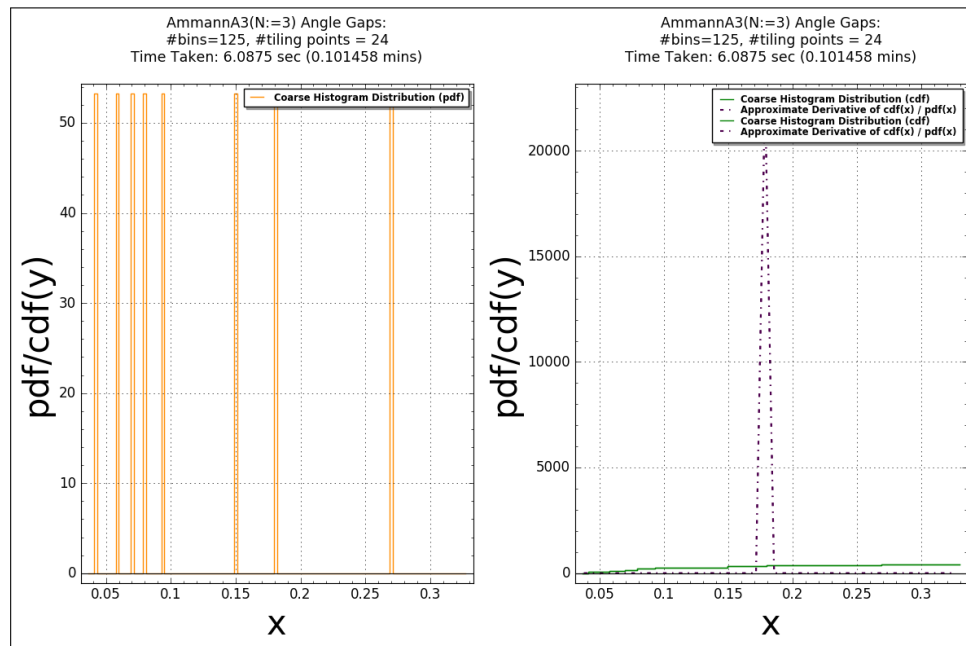 AmmannA3(N:=3) Angle Gaps:
#bins=125, #tiling points = 24
Time Taken: 6.0875 sec (0.101458 mins)
Coarse Histogram Distribution (pdf)
50
40
30
20
10
0
0.05 0.1 0.15 0.2 0.25 0.3
pdf/cdf(y)
x
AmmannA3(N:=3) Angle Gaps:
#bins=125, #tiling points = 24
Time Taken: 6.0875 sec (0.101458 mins)
Coarse Histogram Distribution (cdf)
Approximate Derivative of cdf(x) / pdf(x)
Coarse Histogram Distribution (cdf)
Approximate Derivative of cdf(x) / pdf(x)
20000
15000
10000
5000
0
0.05 0.1 0.15 0.2 0.25 0.3
pdf/cdf(y)
x